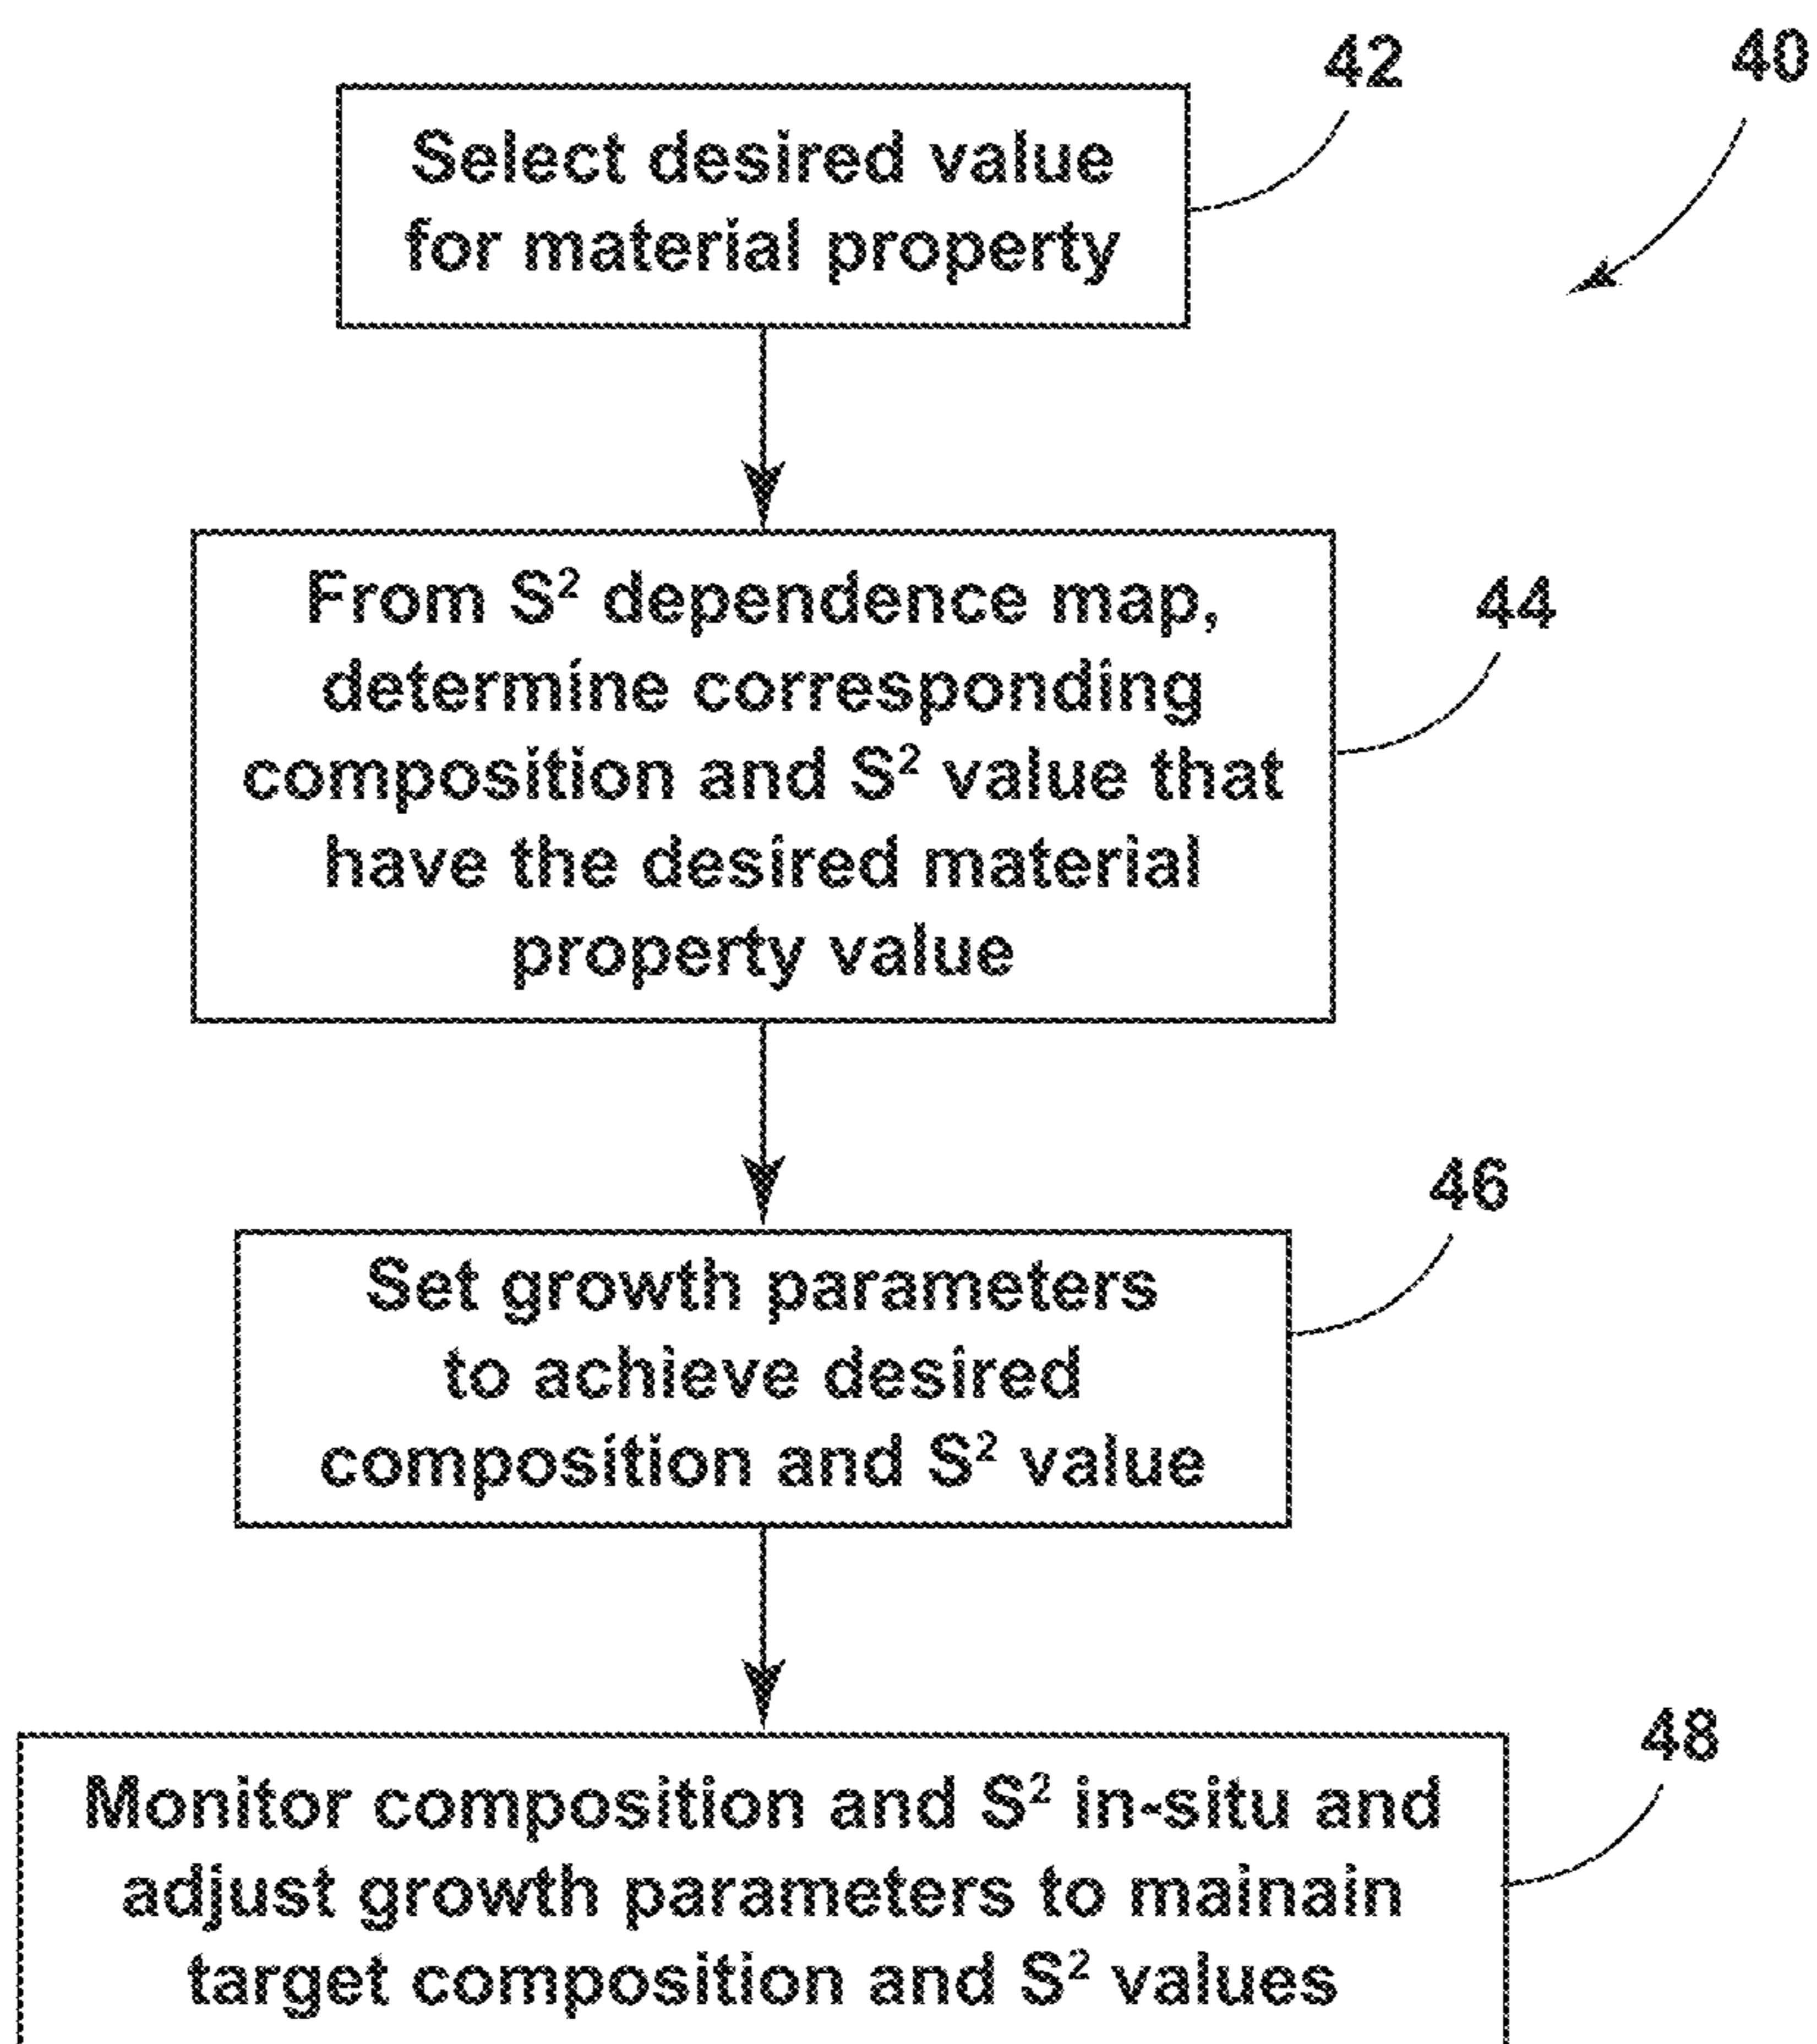 42
40
Select desired value
for material property
From S² dependence map,
determine corresponding
composition and S² value that
have the desired material
property value
44
46
Set growth parameters
to achieve desired
composition and S² value
48
Monitor composition and S² in-situ and
adjust growth parameters to mainain
target composition and S² values